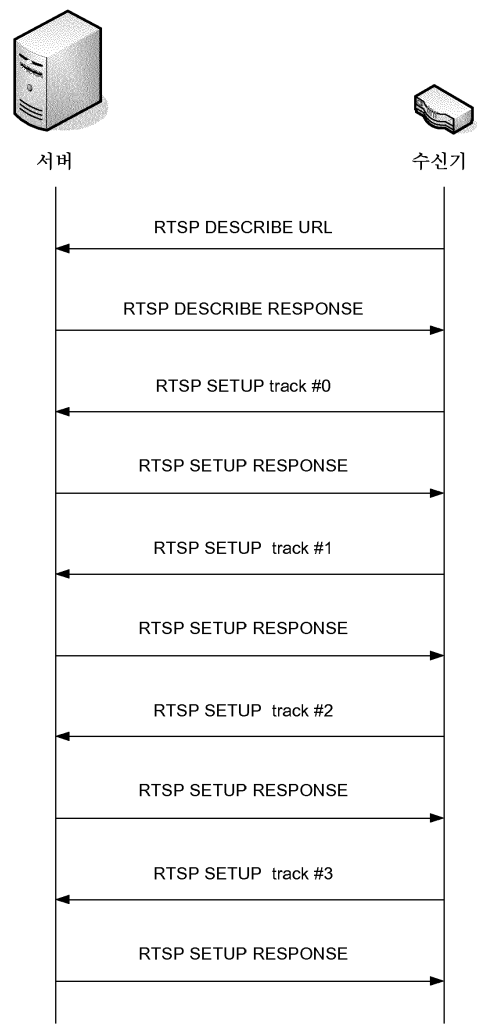 서버
수신기
RTSP DESCRIBE URL
RTSP DESCRIBE RESPONSE
RTSP SETUP track #0
RTSP SETUP RESPONSE
RTSP SETUP track #1
RTSP SETUP RESPONSE
RTSP SETUP track #2
RTSP SETUP RESPONSE
RTSP SETUP track #3
RTSP SETUP RESPONSE